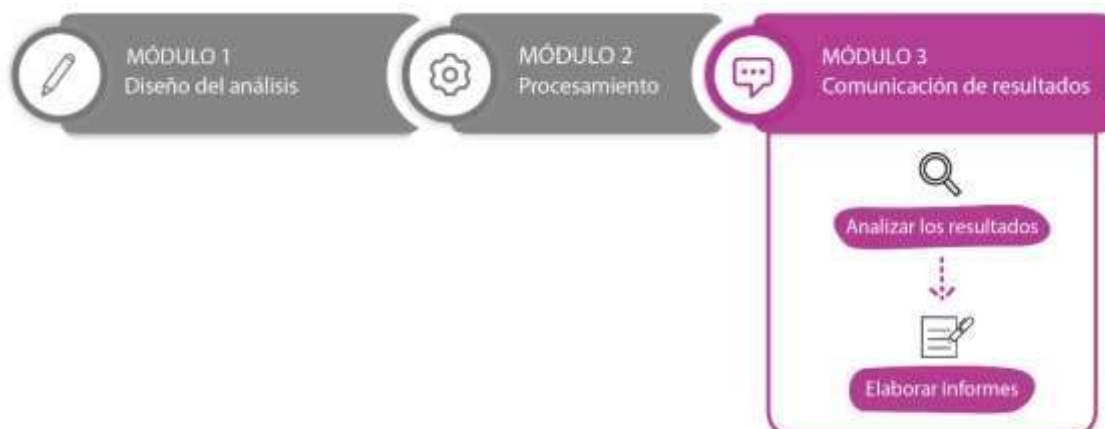 MÓDULO 1
Diseño del análisis
MÓDULO 2
Procesamiento
MÓDULO 3
Comunicación de resultados
Analizar los resultados
Elaborar informes